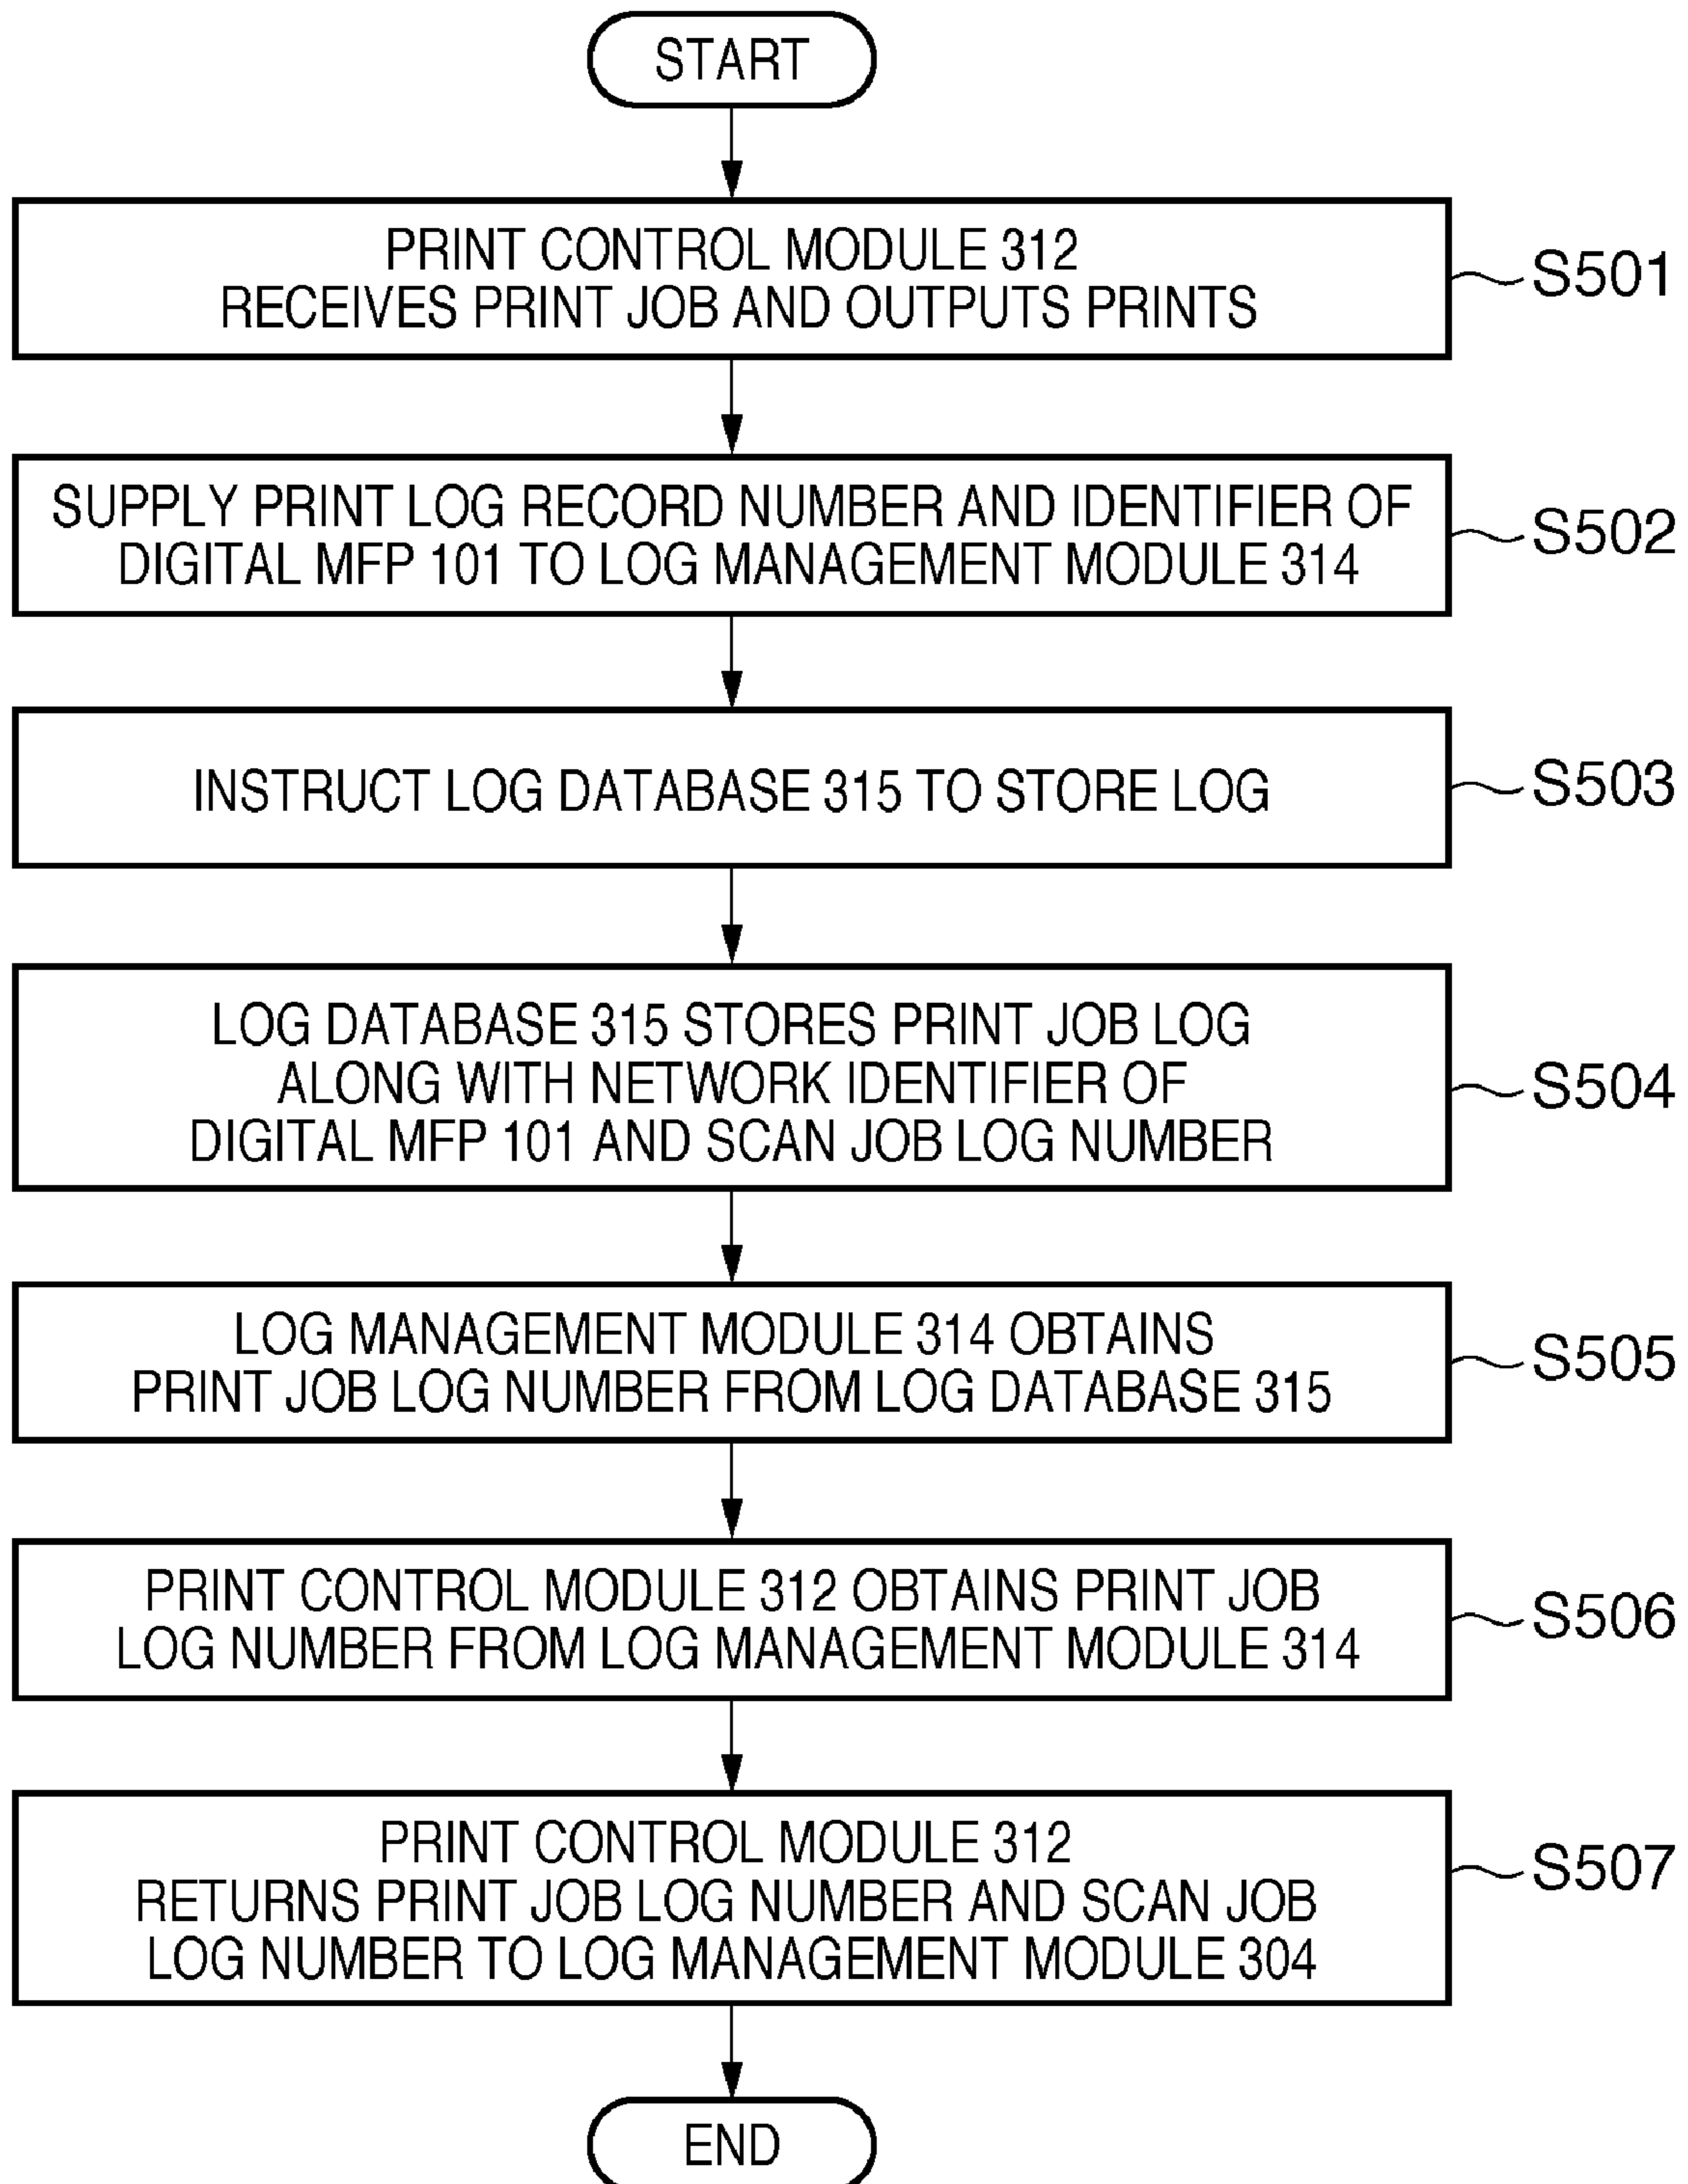 START
PRINT CONTROL MODULE 312
RECEIVES PRINT JOB AND OUTPUTS PRINTS
S501
SUPPLY PRINT LOG RECORD NUMBER AND IDENTIFIER OF
DIGITAL MFP 101 TO LOG MANAGEMENT MODULE 314
S502
INSTRUCT LOG DATABASE 315 TO STORE LOG
S503
LOG DATABASE 315 STORES PRINT JOB LOG
ALONG WITH NETWORK IDENTIFIER OF
DIGITAL MFP 101 AND SCAN JOB LOG NUMBER
S504
LOG MANAGEMENT MODULE 314 OBTAINS
PRINT JOB LOG NUMBER FROM LOG DATABASE 315
S505
PRINT CONTROL MODULE 312 OBTAINS PRINT JOB
LOG NUMBER FROM LOG MANAGEMENT MODULE 314
S506
PRINT CONTROL MODULE 312
RETURNS PRINT JOB LOG NUMBER AND SCAN JOB
LOG NUMBER TO LOG MANAGEMENT MODULE 304
S507
END